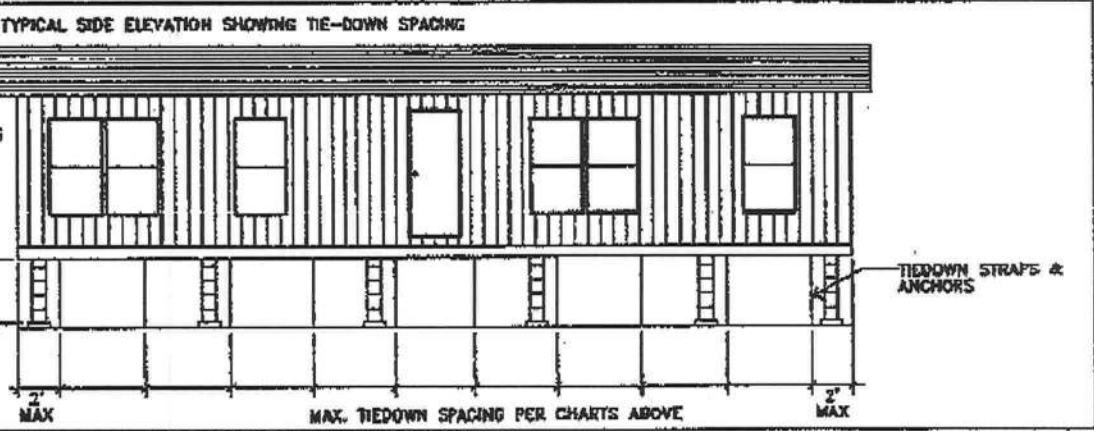 TYPICAL SIDE ELEVATION SHOWING TIE-DOWN SPACING
TIEDOWN STRAPS &
ANCHORS
2'
MAX
MAX. TIEDOWN SPACING PER CHARTS ABOVE
2'
MAX